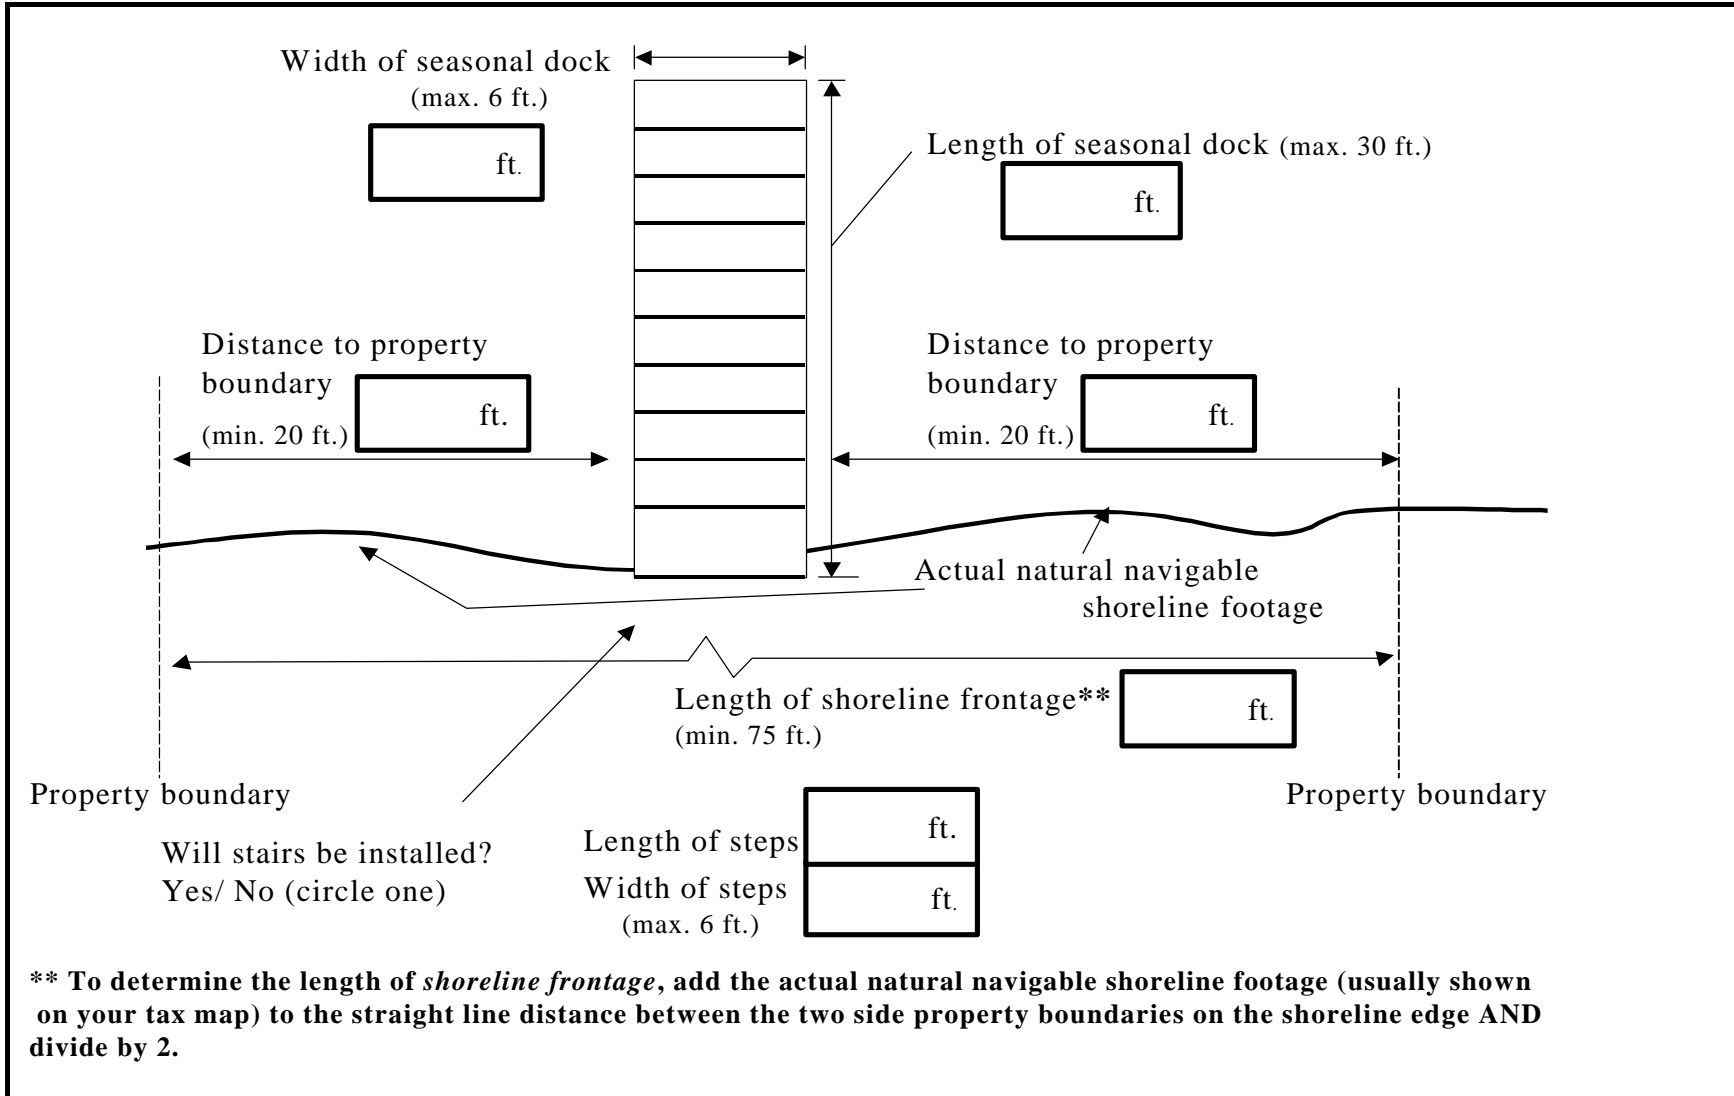 Width of seasonal dock
(max. 6 ft.)
ft.
Length of seasonal dock (max. 30 ft.)
ft.
Distance to property
boundary
(min. 20 ft.)
ft.
Distance to property
boundary
(min. 20 ft.)
ft.
Actual natural navigable
shoreline footage
Length of shoreline frontage**
(min. 75 ft.)
ft.
Property boundary
Property boundary
Will stairs be installed?
Yes/ No (circle one)
Length of steps
ft.
Width of steps
(max. 6 ft.)
ft.
** To determine the length of shoreline frontage, add the actual natural navigable shoreline footage (usually shown
on your tax map) to the straight line distance between the two side property boundaries on the shoreline edge AND
divide by 2.